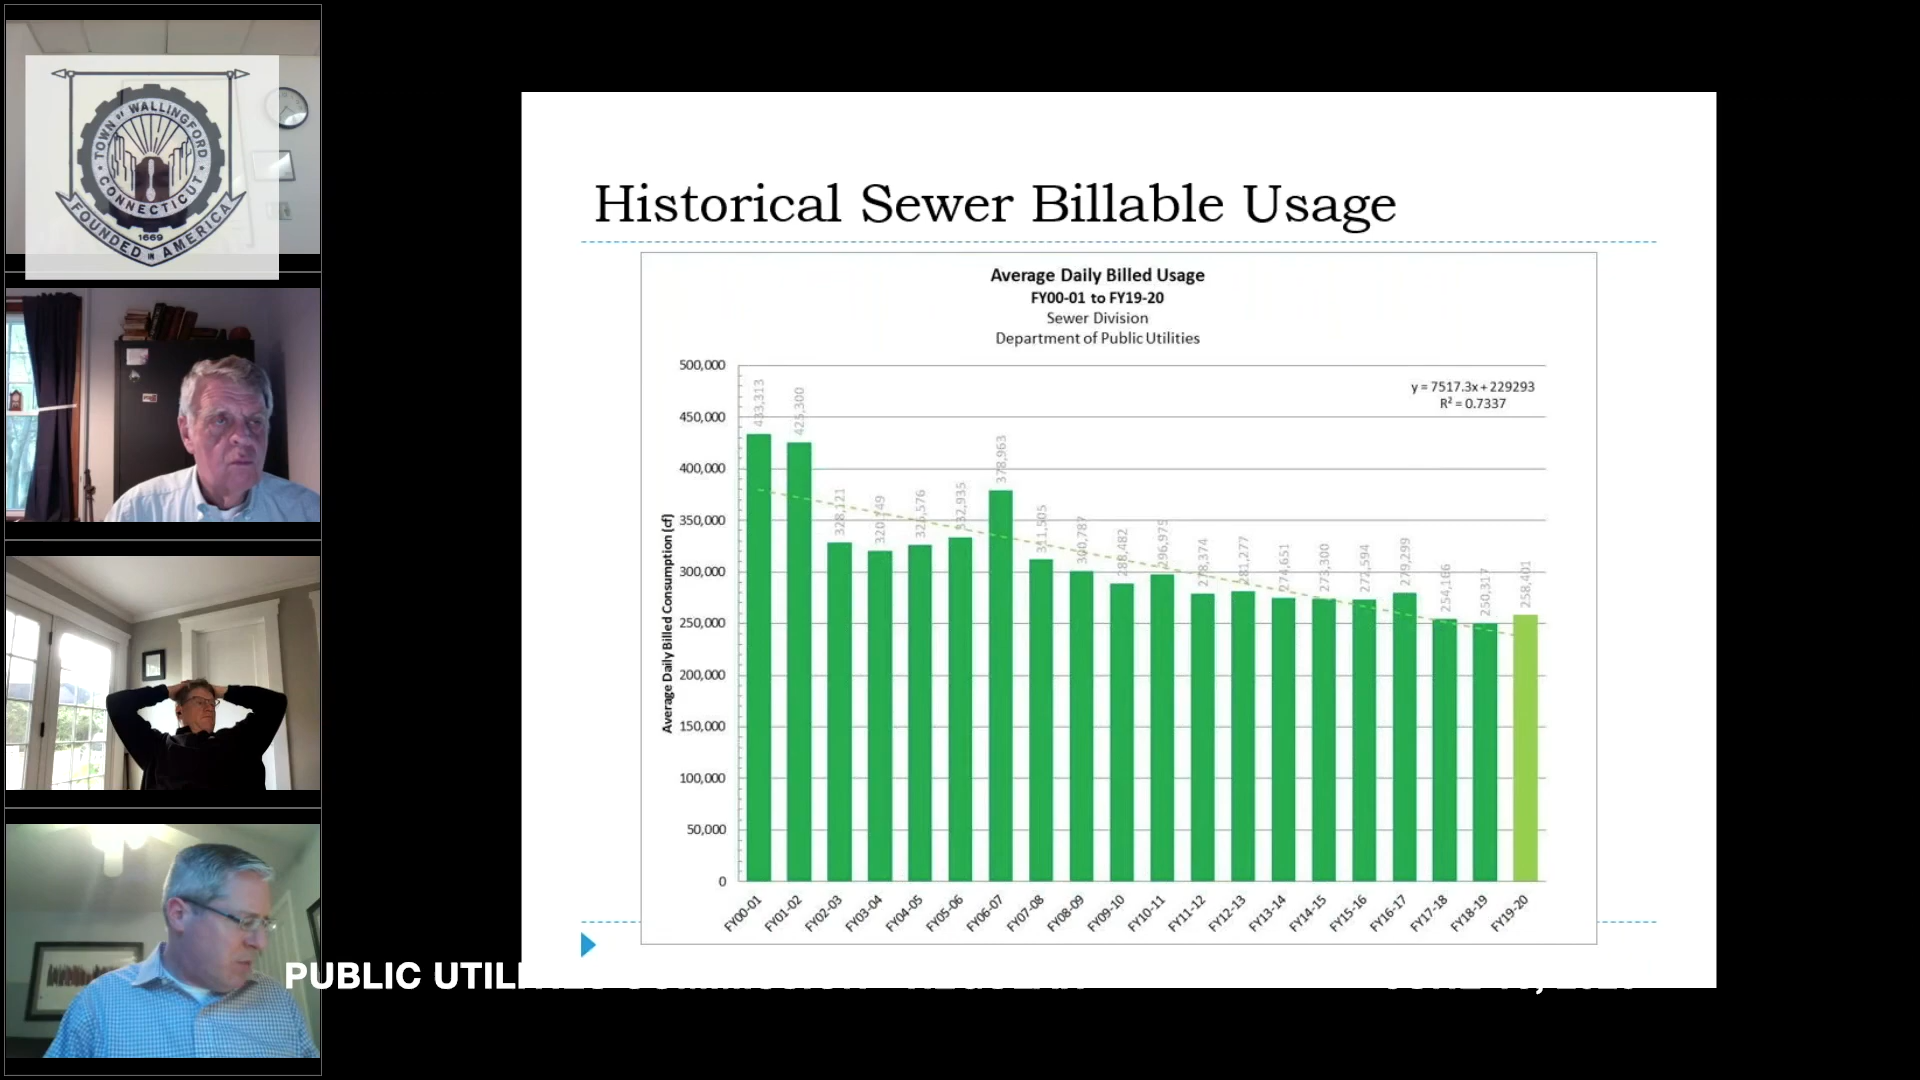 TOWN OF WALLINGFORD
CONNECTICUT
1669
FOUNDED IN AMERICA
Historical Sewer Billable Usage
Average Daily Billed Usage
FY00-01 to FY19-20
Sewer Division
Department of Public Utilities
y = 7517.3x + 229293
R² = 0.7337
Average Daily Billed Consumption (cf)
500,000
450,000
400,000
350,000
300,000
250,000
200,000
150,000
100,000
50,000
0
433,313
425,300
328,121
320,149
325,576
332,935
378,963
311,505
300,787
288,482
296,975
278,374
281,277
274,651
273,300
272,594
279,299
254,166
250,317
258,401
FY00-01
FY01-02
FY02-03
FY03-04
FY04-05
FY05-06
FY06-07
FY07-08
FY08-09
FY09-10
FY10-11
FY11-12
FY12-13
FY13-14
FY14-15
FY15-16
FY16-17
FY17-18
FY18-19
FY19-20
PUBLIC